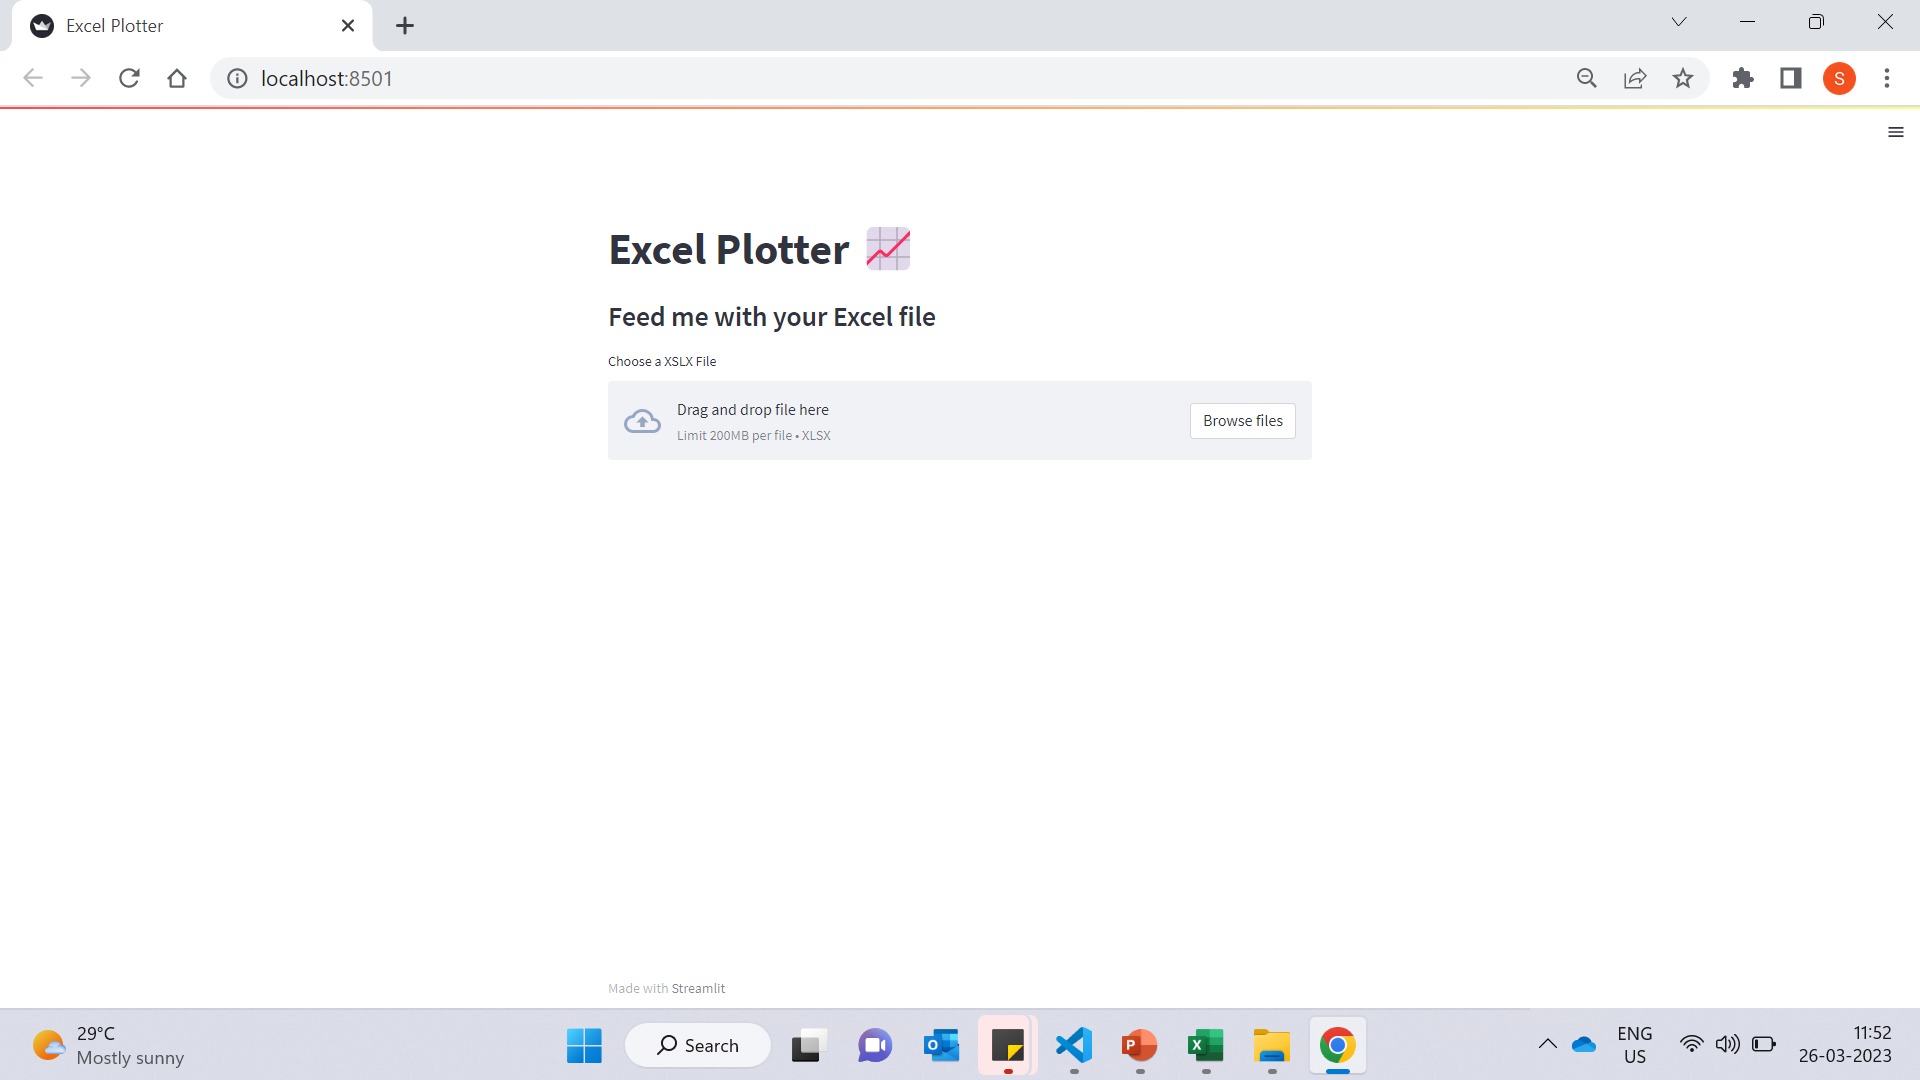 Excel Plotter
localhost:8501
S
Excel Plotter
Feed me with your Excel file
Choose a XSLX File
Drag and drop file here
Limit 200MB per file • XLSX
Browse files
Made with Streamlit
29°C
Mostly sunny
Search
ENG
US
11:52
26-03-2023